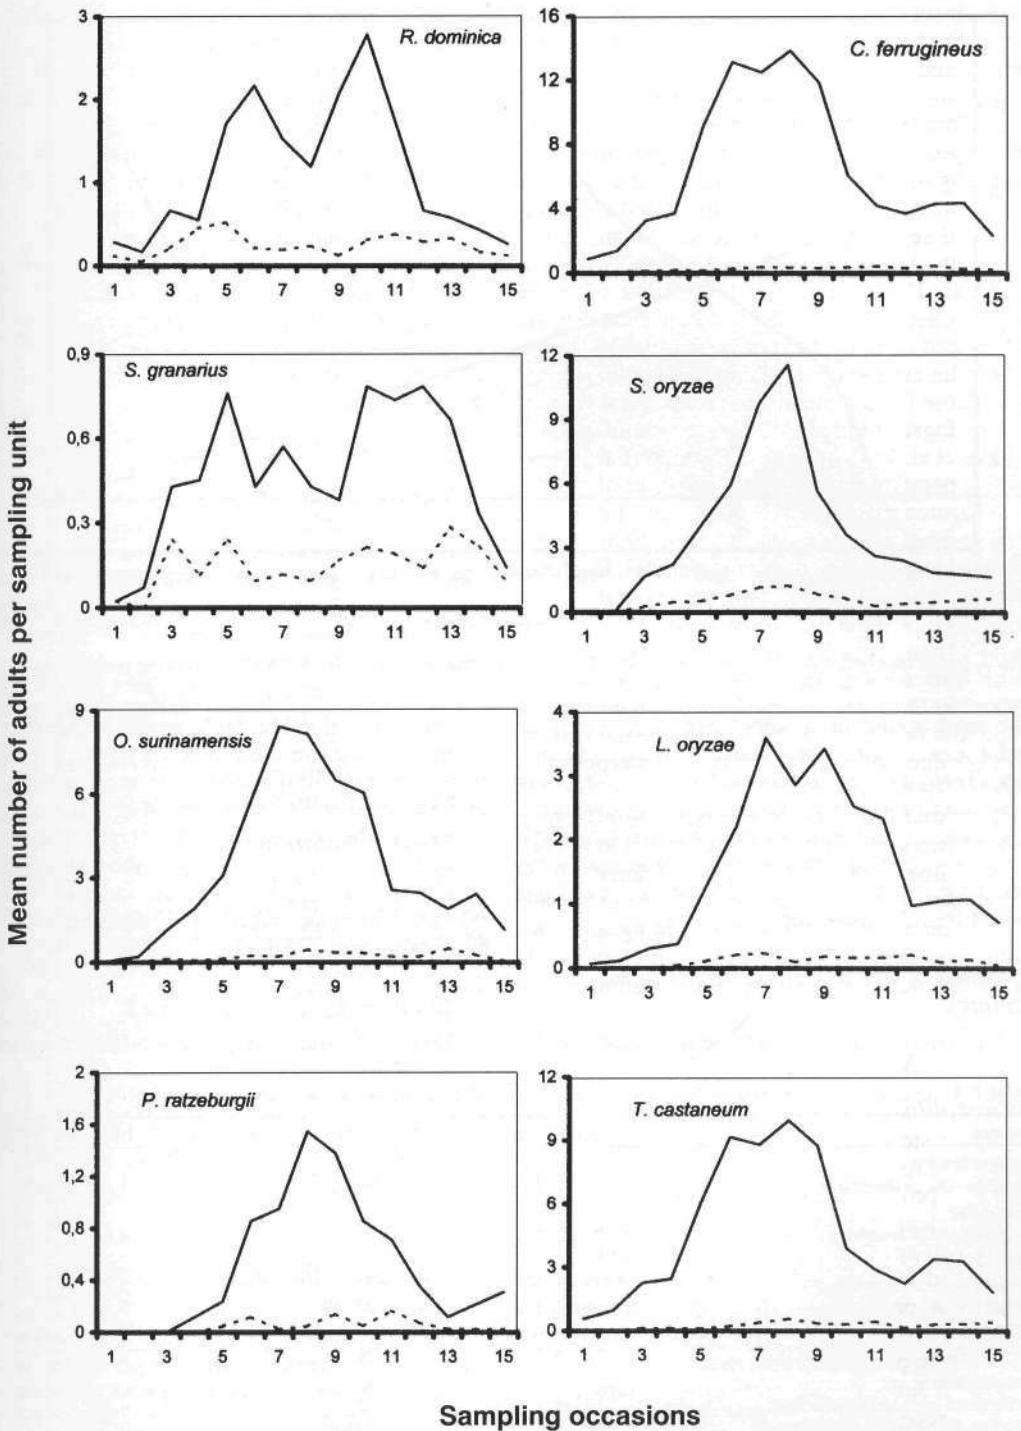 Mean number of adults per sampling unit
R. dominica
3
2
1
0
1 3 5 7 9 11 13 15
C. ferrugineus
16
12
8
4
0
1 3 5 7 9 11 13 15
S. granarius
0,9
0,6
0,3
0
1 3 5 7 9 11 13 15
S. oryzae
12
9
6
3
0
1 3 5 7 9 11 13 15
O. surinamensis
9
6
3
0
1 3 5 7 9 11 13 15
L. oryzae
4
3
2
1
0
1 3 5 7 9 11 13 15
P. ratzeburgii
2
1,6
1,2
0,8
0,4
0
1 3 5 7 9 11 13 15
T. castaneum
12
9
6
3
0
1 3 5 7 9 11 13 15
Sampling occasions